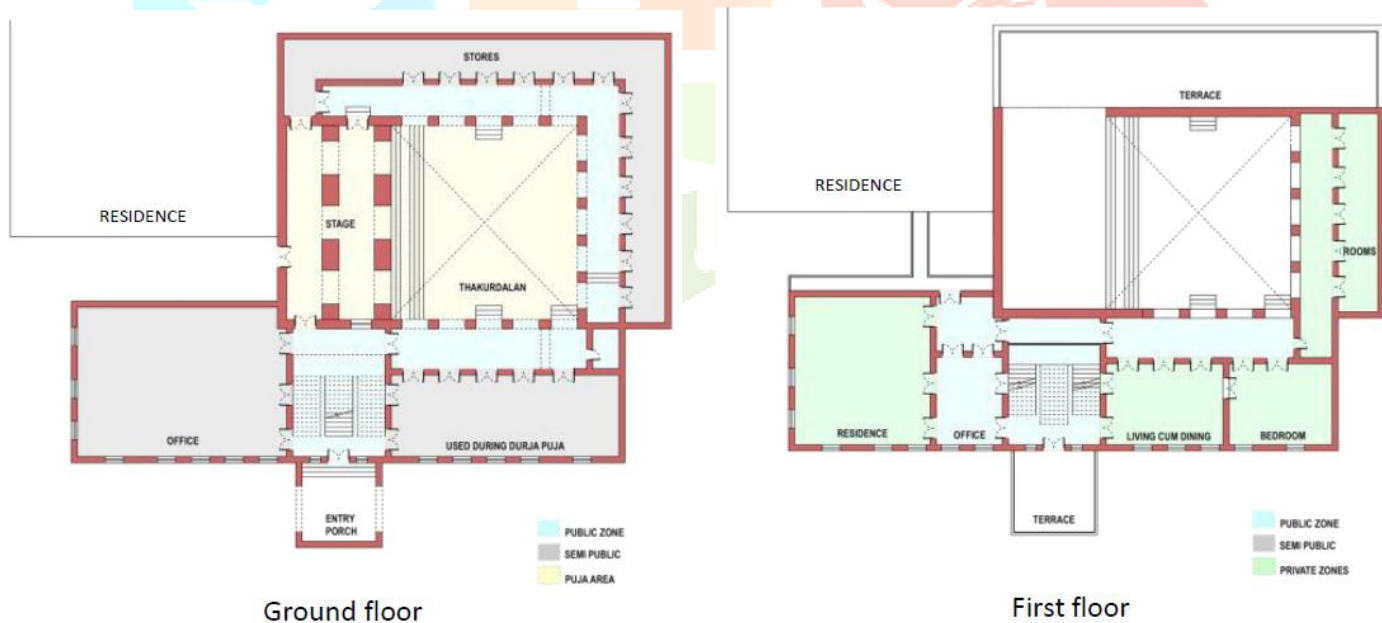 STORES
RESIDENCE
STAGE
THAKURDALAN
OFFICE
USED DURING DURJA PUJA
ENTRY
PORCH
PUBLIC ZONE
SEMI PUBLIC
PUJA AREA
Ground floor
TERRACE
RESIDENCE
ROOMS
RESIDENCE
OFFICE
LIVING CUM DINING
BEDROOM
TERRACE
PUBLIC ZONE
SEMI PUBLIC
PRIVATE ZONES
First floor